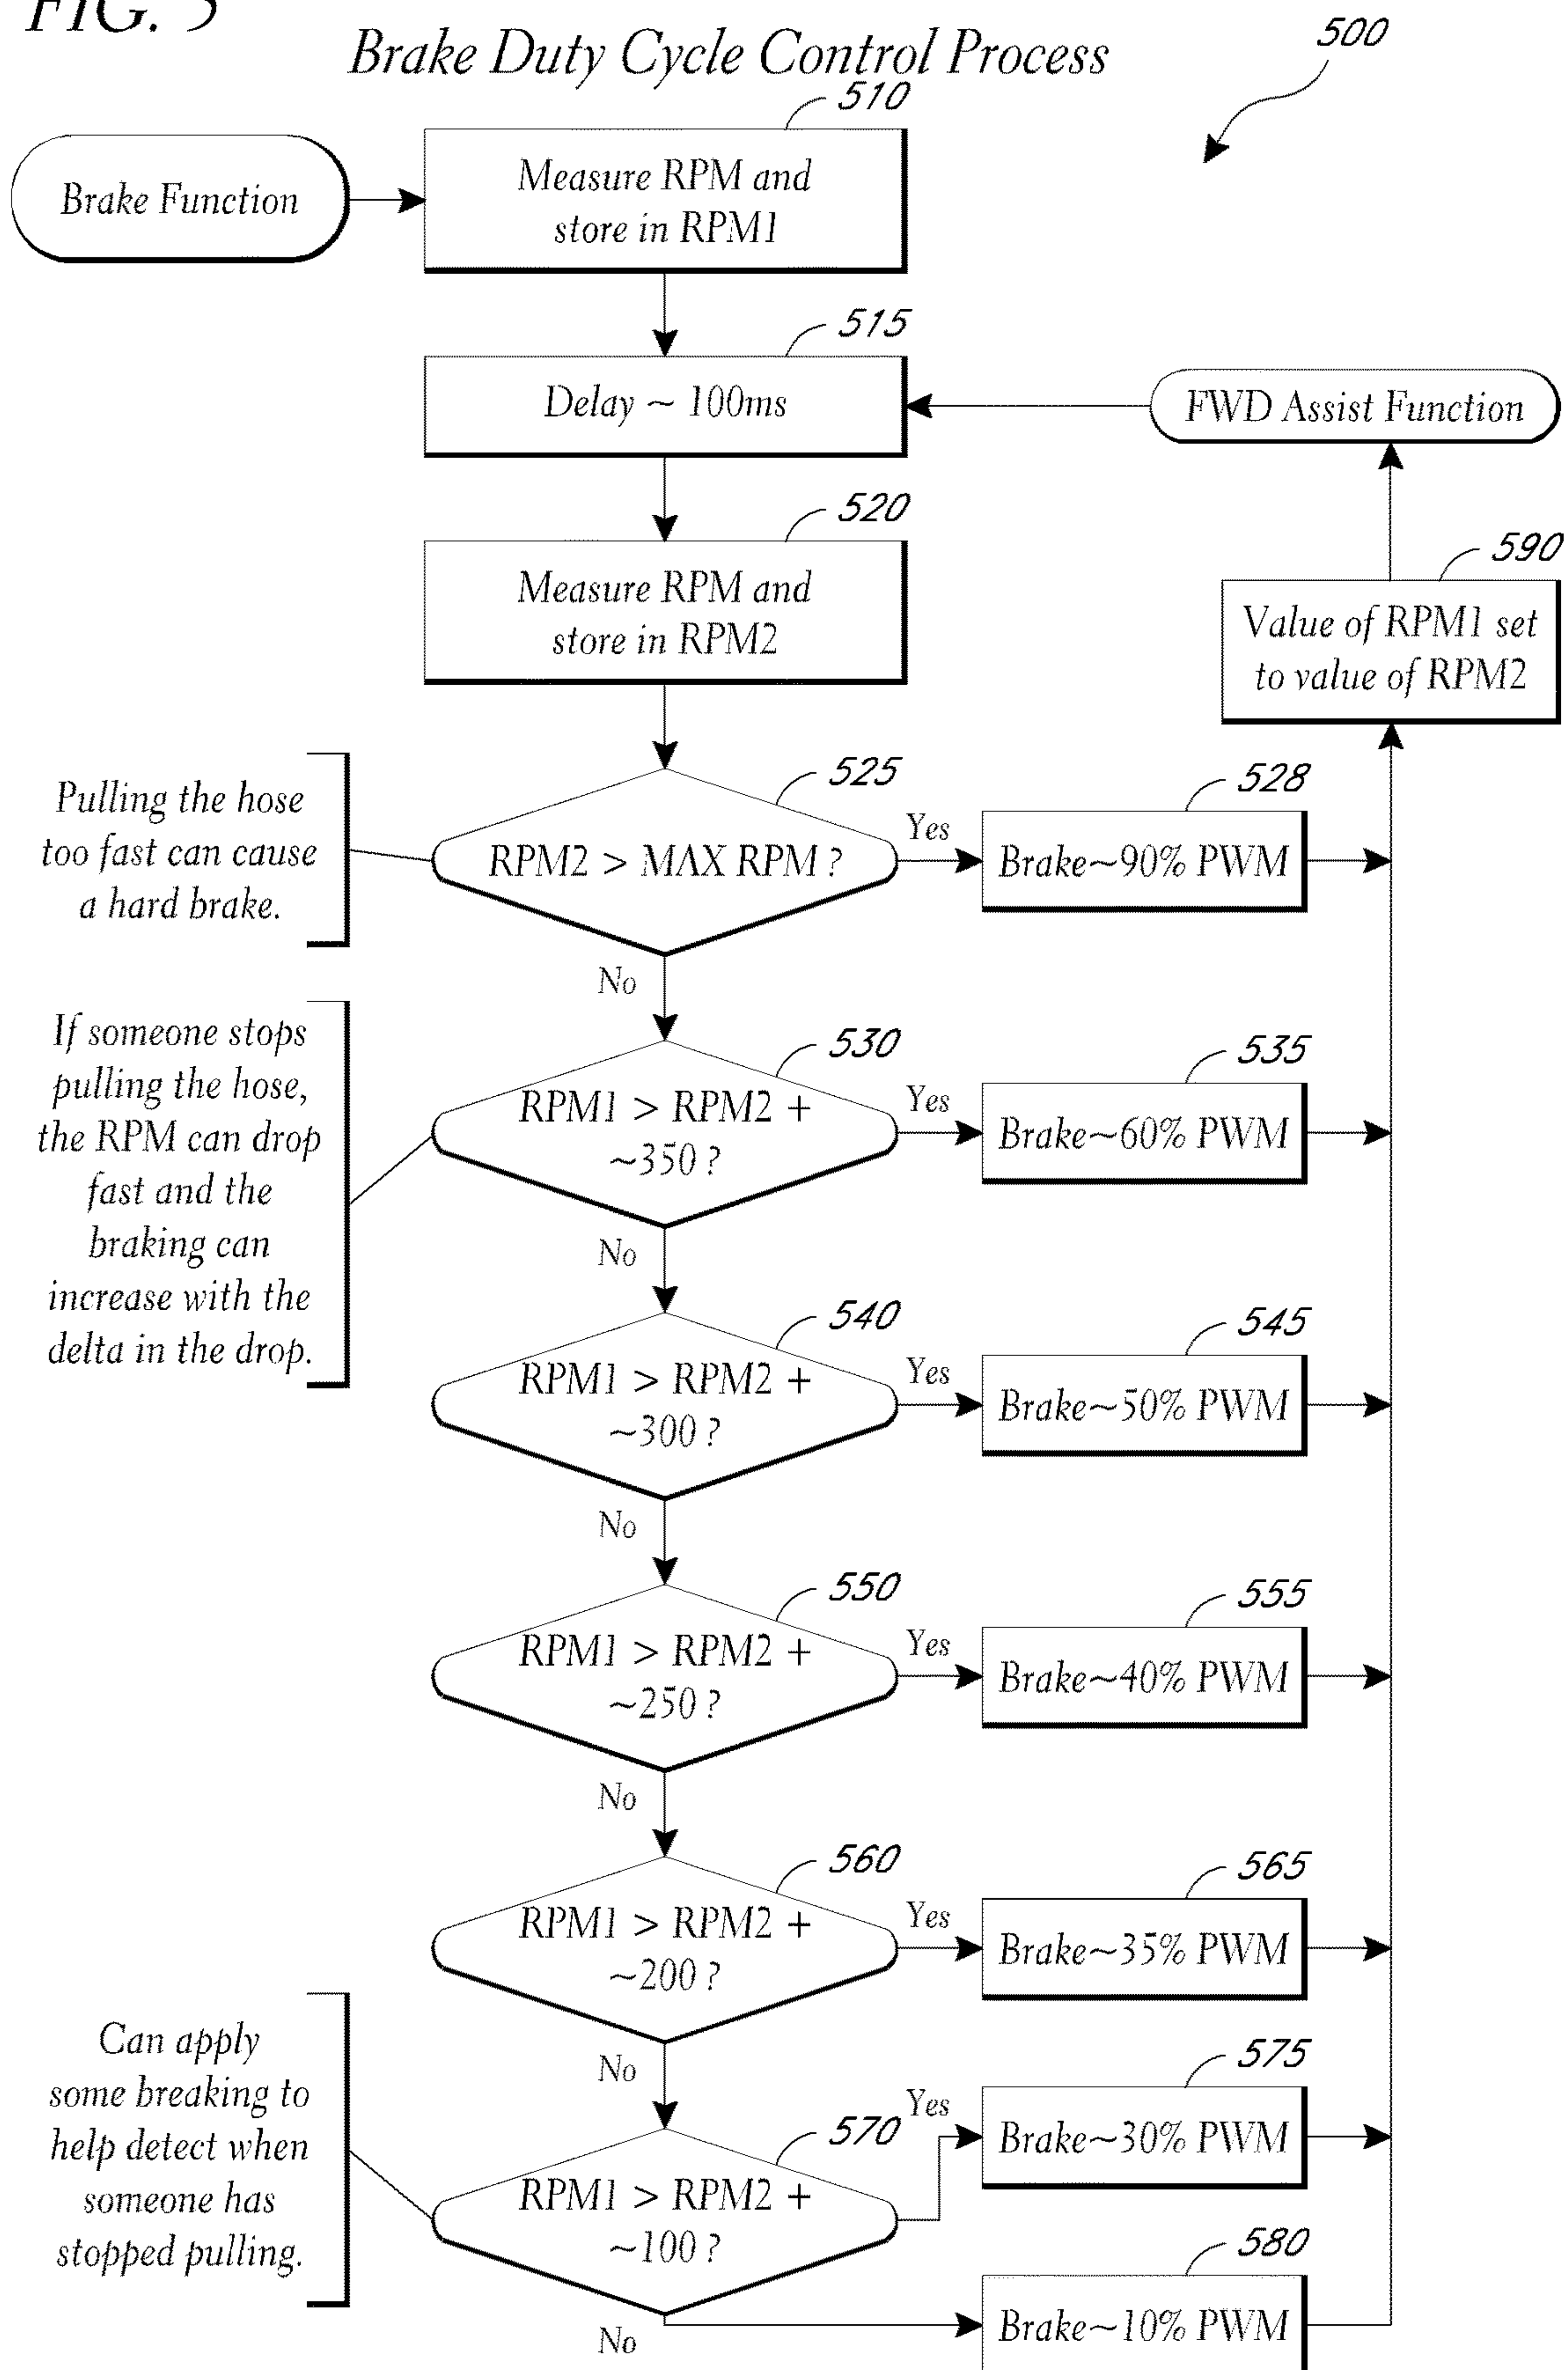 FIG. 5
Brake Duty Cycle Control Process
500
510
Brake Function
Measure RPM and
store in RPM1
515
Delay ~ 100ms
FWD Assist Function
520
Measure RPM and
store in RPM2
590
Value of RPM1 set
to value of RPM2
Pulling the hose
too fast can cause
a hard brake.
525
RPM2 > MAX RPM ?
Yes
528
Brake~90% PWM
No
If someone stops
pulling the hose,
the RPM can drop
fast and the
braking can
increase with the
delta in the drop.
530
RPM1 > RPM2 +
~350 ?
Yes
535
Brake~60% PWM
No
540
RPM1 > RPM2 +
~300 ?
Yes
545
Brake~50% PWM
No
550
RPM1 > RPM2 +
~250 ?
Yes
555
Brake~40% PWM
No
560
RPM1 > RPM2 +
~200 ?
Yes
565
Brake~35% PWM
No
Can apply
some breaking to
help detect when
someone has
stopped pulling.
570
RPM1 > RPM2 +
~100 ?
Yes
575
Brake~30% PWM
No
580
Brake~10% PWM